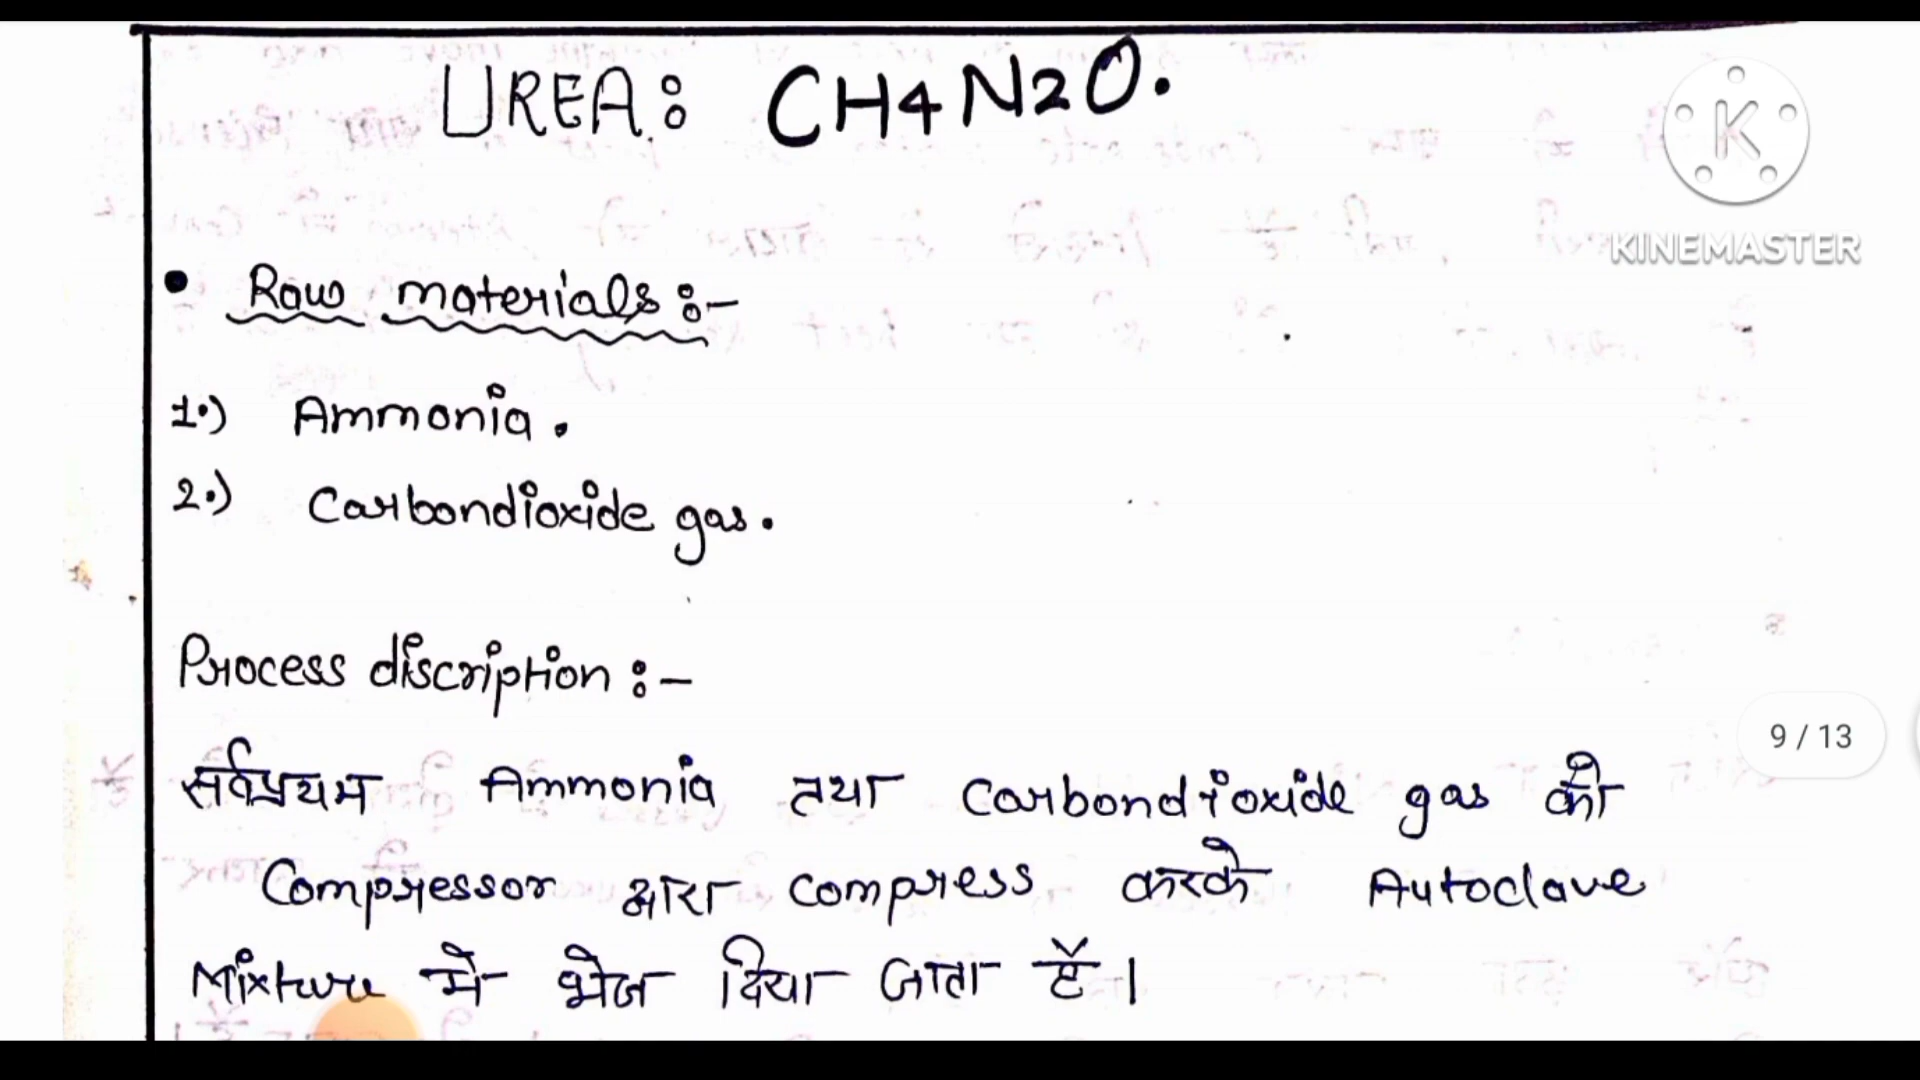 UREA: CH4N2O.
K
KINEMASTER
• Raw materials :-
1.) Ammonia.
2.) Carbondioxide gas.
Process discription :-
9 / 13
सर्वप्रथम Ammonia तथा Carbondioxide gas को
Compressor द्वारा compress करके Autoclave
Mixture में भेज दिया जाता है।